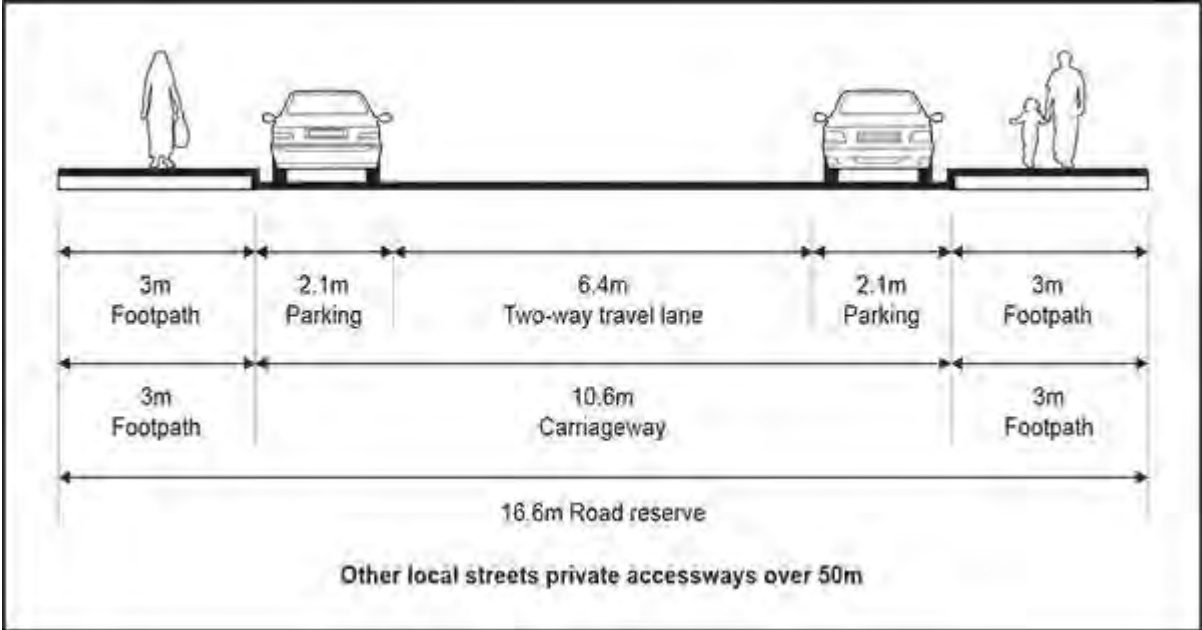 3m
Footpath
2.1m
Parking
6.4m
Two-way travel lane
2.1m
Parking
3m
Footpath
3m
Footpath
10.6m
Carriageway
3m
Footpath
16.6m Road reserve
Other local streets private accessways over 50m